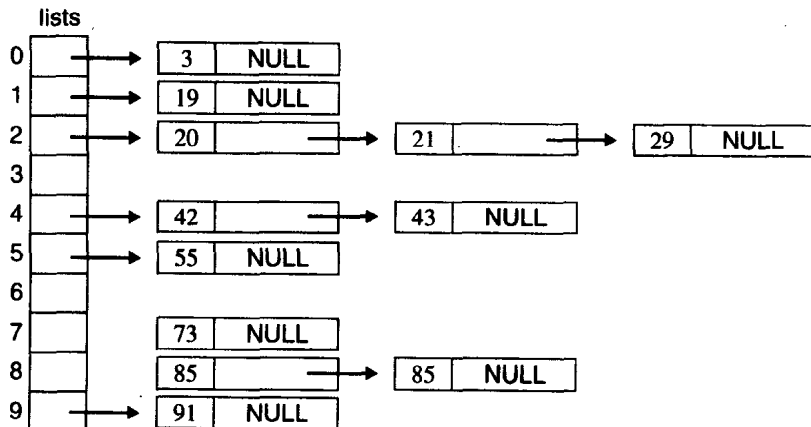 lists
0 3 NULL
1 19 NULL
2 20 21 29 NULL
3
4 42 43 NULL
5 55 NULL
6
7 73 NULL
8 85 85 NULL
9 91 NULL